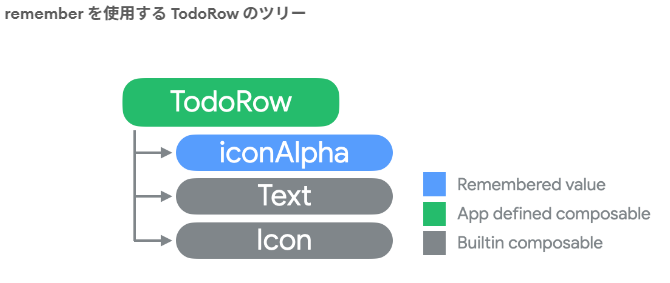 remember を使用する TodoRow のツリー
TodoRow
iconAlpha
Text
Icon
Remembered value
App defined composable
Builtin composable